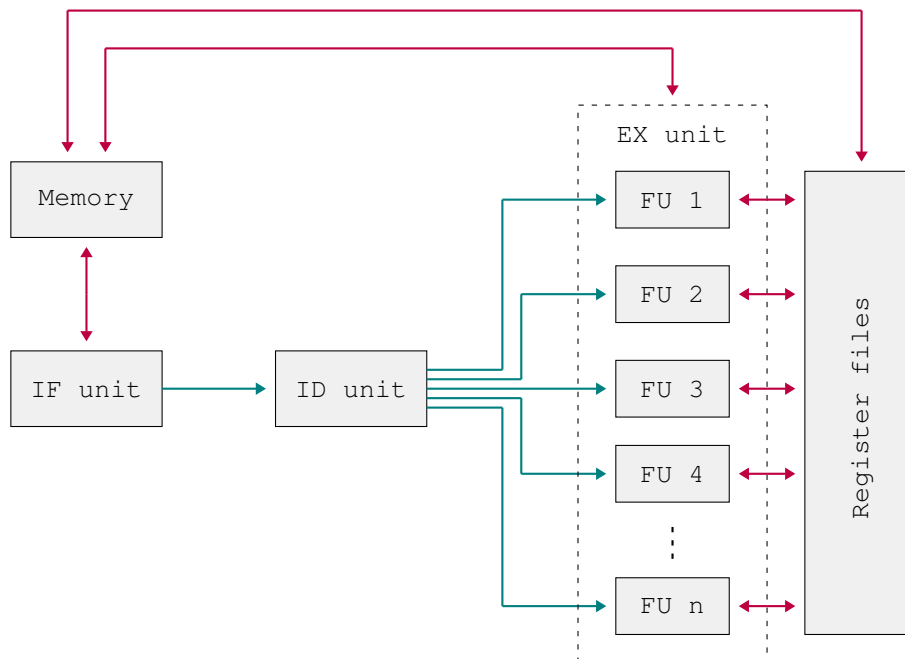 EX unit
Memory
FU 1
FU 2
IF unit
ID unit
FU 3
FU 4
FU n
Register files